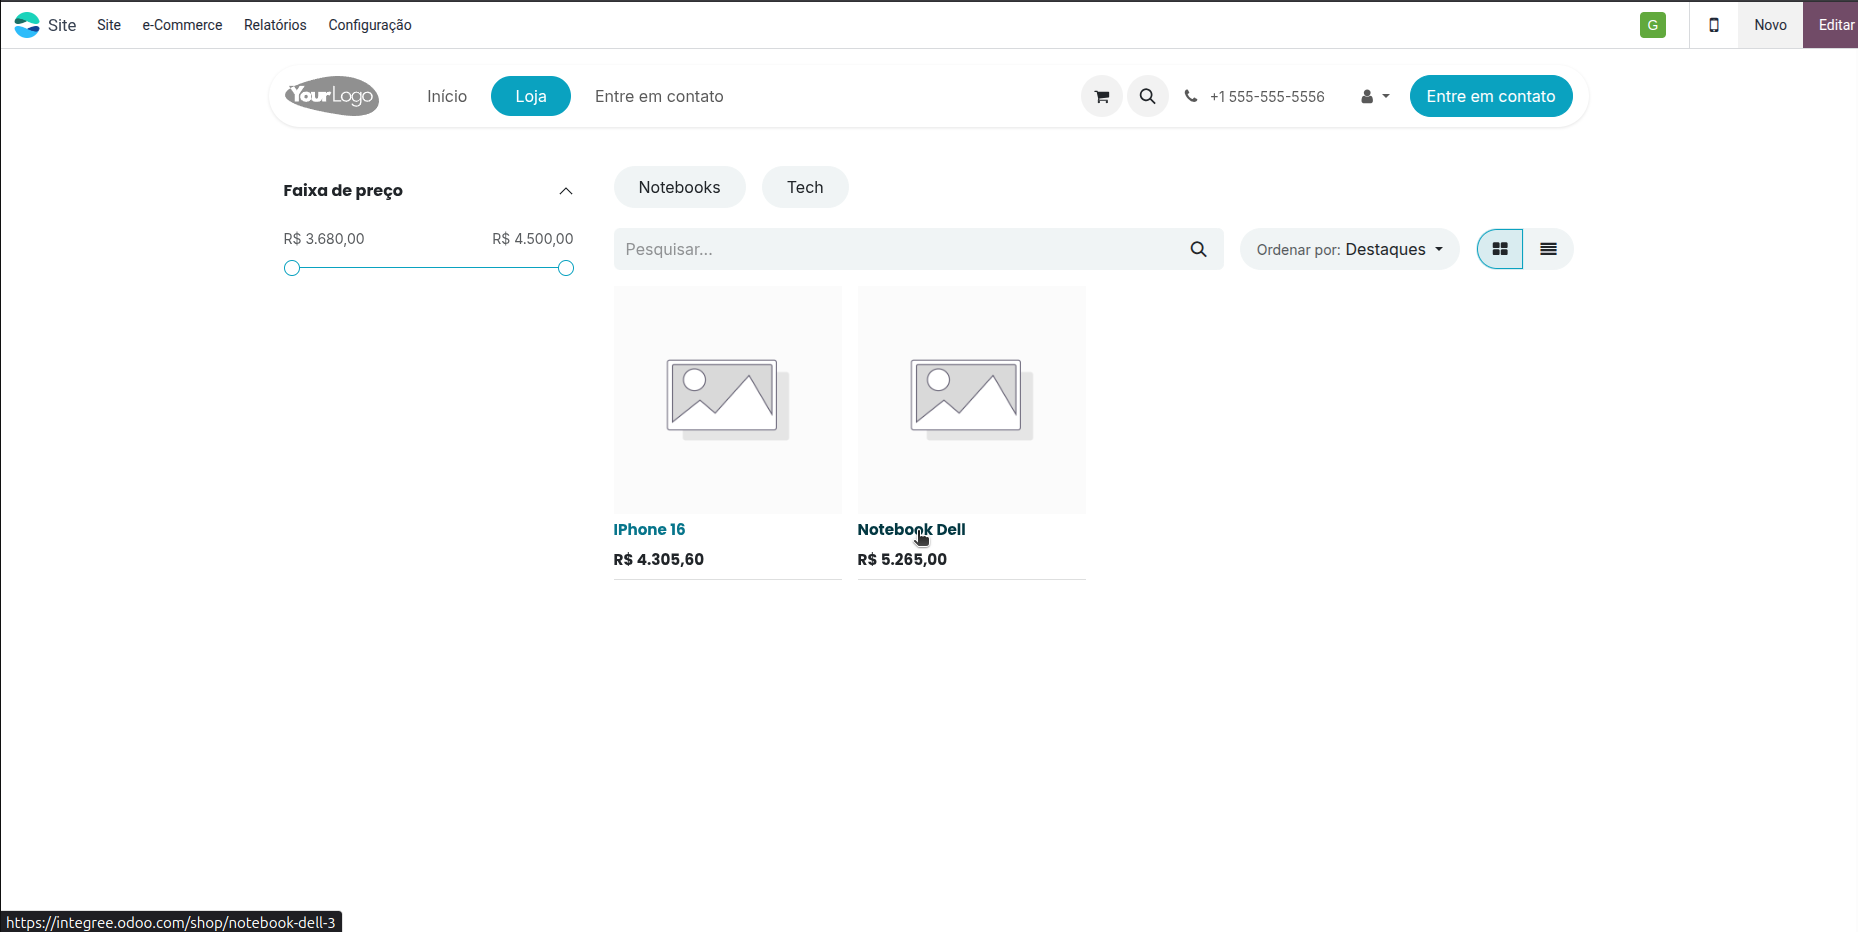 Site Site e-Commerce Relatórios Configuração G Novo Editar
YourLogo Início Loja Entre em contato +1 555-555-5556 Entre em contato
Faixa de preço
R$ 3.680,00 R$ 4.500,00
Notebooks Tech
Pesquisar... Ordenar por: Destaques
IPhone 16
R$ 4.305,60
Notebook Dell
R$ 5.265,00
https://integree.odoo.com/shop/notebook-dell-3